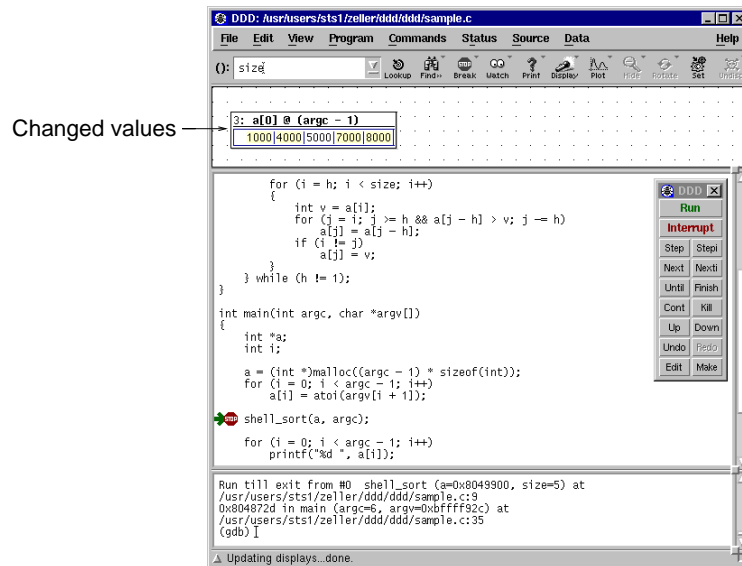 DDD: /usr/users/sts1/zeller/ddd/ddd/sample.c
File Edit View Program Commands Status Source Data Help
(): size
Lookup Find» Break Watch Print Display Plot Hide Rotate Set Undisp
Changed values
3: a[0] @ (argc - 1)
1000 4000 5000 7000 8000
for (i = h; i < size; i++)
{
int v = a[i];
for (j = i; j >= h && a[j - h] > v; j -= h)
a[j] = a[j - h];
if (i != j)
a[j] = v;
}
} while (h != 1);
}
int main(int argc, char *argv[])
{
int *a;
int i;
a = (int *)malloc((argc - 1) * sizeof(int));
for (i = 0; i < argc - 1; i++)
a[i] = atoi(argv[i + 1]);
STOP shell_sort(a, argc);
for (i = 0; i < argc - 1; i++)
printf("%d ", a[i]);
DDD
Run
Interrupt
Step Stepi
Next Nexti
Until Finish
Cont Kill
Up Down
Undo Redo
Edit Make
Run till exit from #0 shell_sort (a=0x8049900, size=5) at
/usr/users/sts1/zeller/ddd/ddd/sample.c:9
0x804872d in main (argc=6, argv=0xbffff92c) at
/usr/users/sts1/zeller/ddd/ddd/sample.c:35
(gdb)
Updating displays...done.